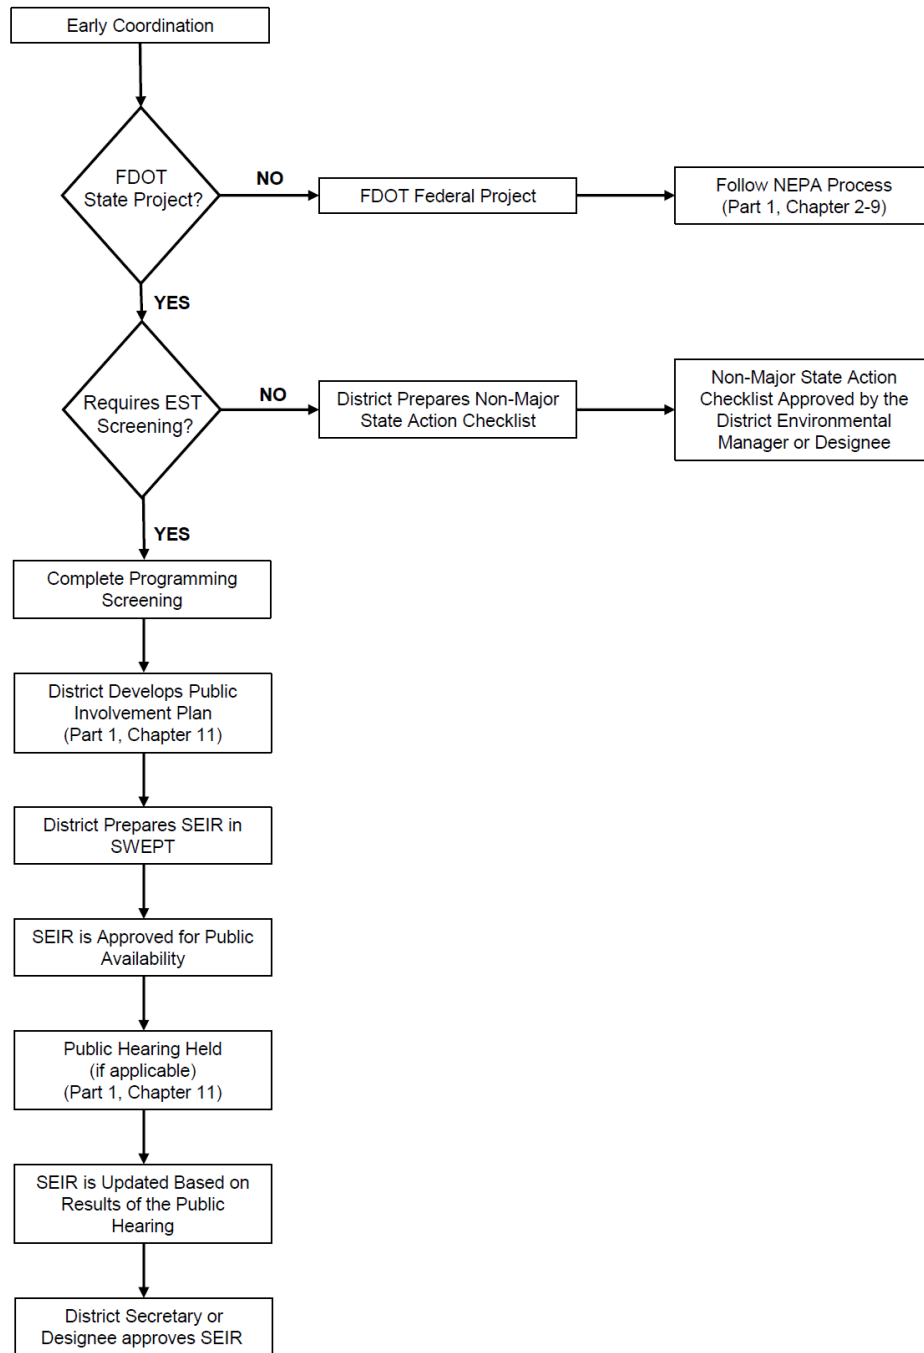 Early Coordination
FDOT
State Project?
NO
FDOT Federal Project
Follow NEPA Process
(Part 1, Chapter 2-9)
YES
Requires EST
Screening?
NO
District Prepares Non-Major
State Action Checklist
Non-Major State Action
Checklist Approved by the
District Environmental
Manager or Designee
YES
Complete Programming
Screening
District Develops Public
Involvement Plan
(Part 1, Chapter 11)
District Prepares SEIR in
SWEPT
SEIR is Approved for Public
Availability
Public Hearing Held
(if applicable)
(Part 1, Chapter 11)
SEIR is Updated Based on
Results of the Public
Hearing
District Secretary or
Designee approves SEIR